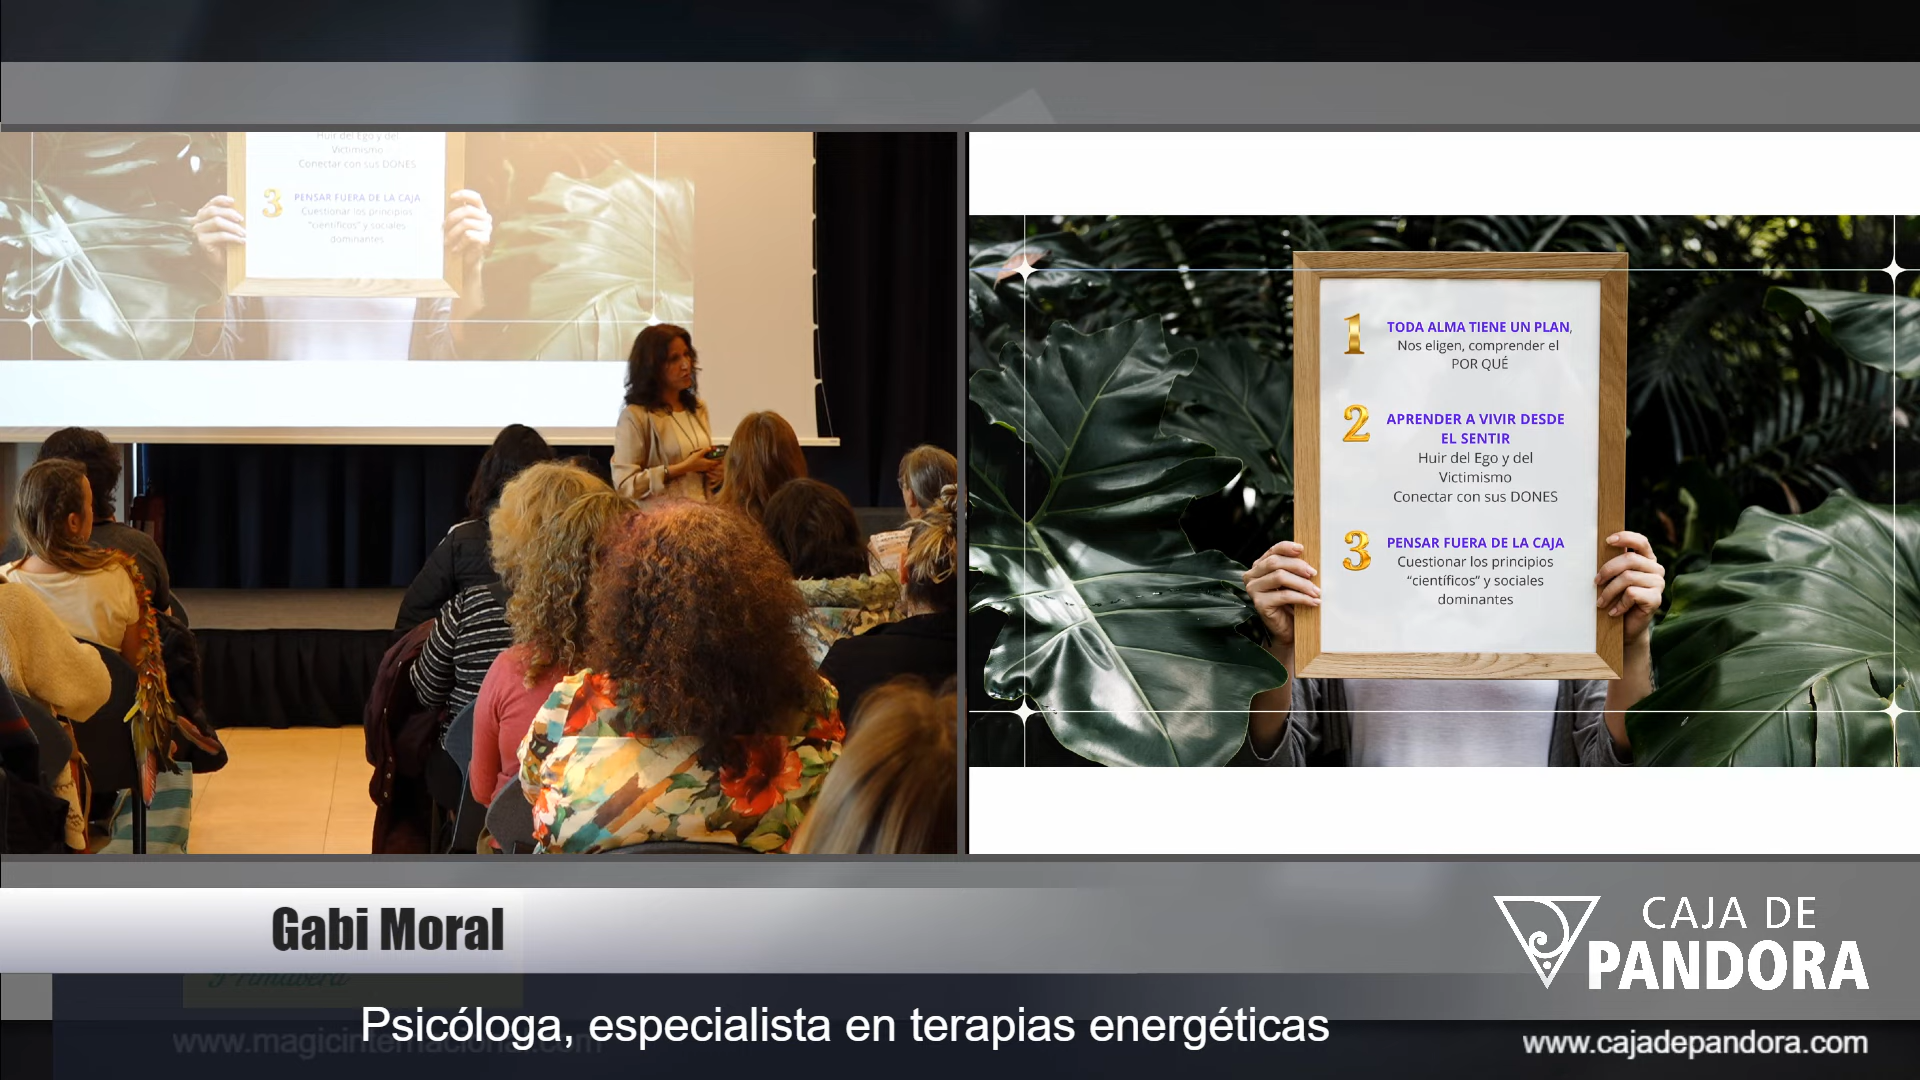 Huir del Ego y del
Victimismo
Conectar con sus DONES
3
PENSAR FUERA DE LA CAJA
Cuestionar los principios
"científicos" y sociales
dominantes
1
TODA ALMA TIENE UN PLAN,
Nos eligen, comprender el
POR QUÉ
2
APRENDER A VIVIR DESDE
EL SENTIR
Huir del Ego y del
Victimismo
Conectar con sus DONES
3
PENSAR FUERA DE LA CAJA
Cuestionar los principios
“científicos” y sociales
dominantes
Gabi Moral
Primavera
Psicóloga, especialista en terapias energéticas
www.magicinternacional.com
CAJA DE
PANDORA
www.cajadepandora.com